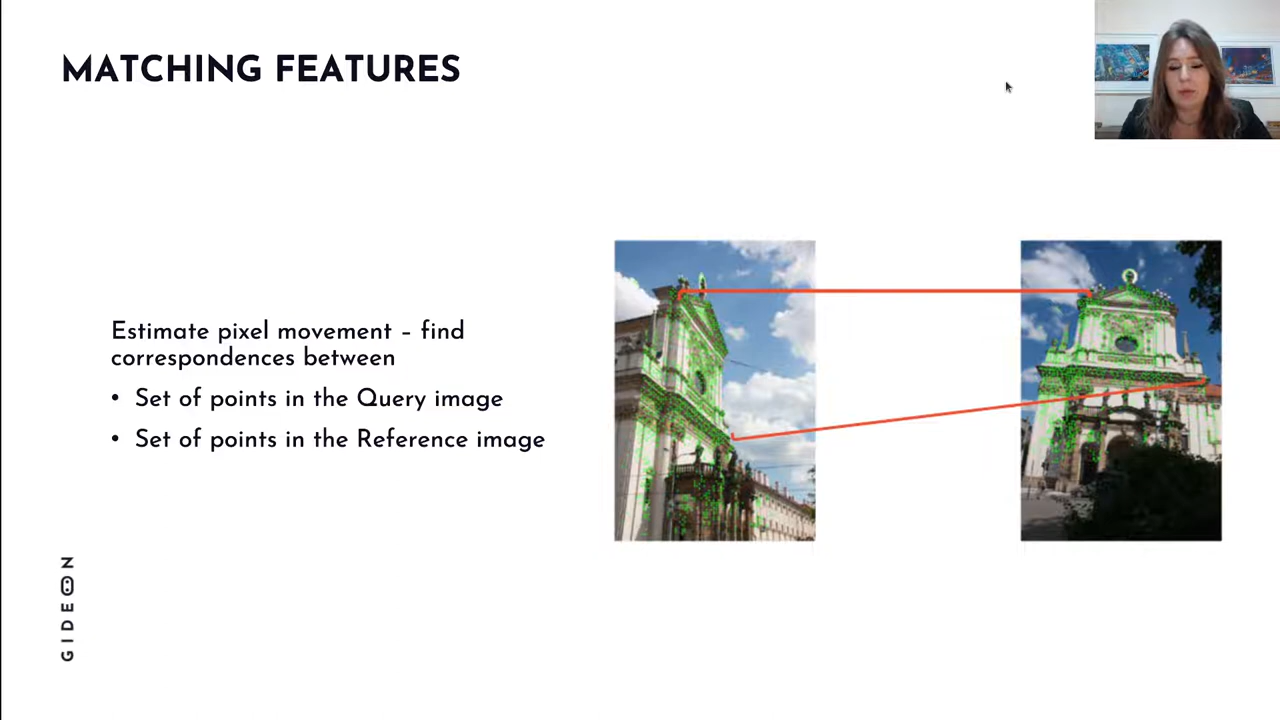 MATCHING FEATURES
Estimate pixel movement – find
correspondences between
• Set of points in the Query image
• Set of points in the Reference image
GIDEON